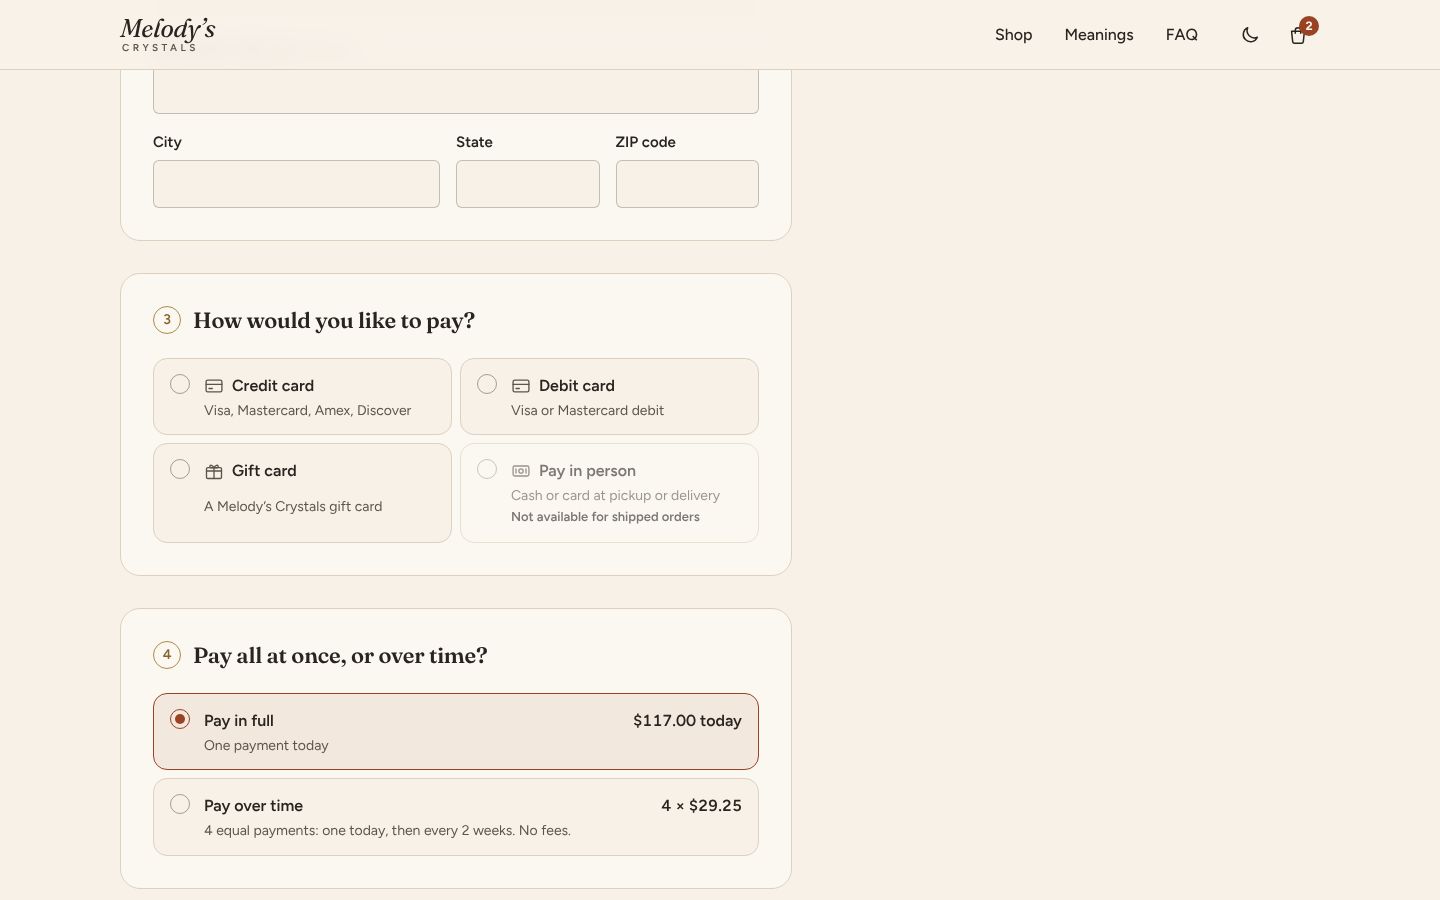 Melody’s
CRYSTALS
Shop
Meanings
FAQ
2
City
State
ZIP code
3
How would you like to pay?
Credit card
Visa, Mastercard, Amex, Discover
Debit card
Visa or Mastercard debit
Gift card
A Melody’s Crystals gift card
Pay in person
Cash or card at pickup or delivery
Not available for shipped orders
4
Pay all at once, or over time?
Pay in full
$117.00 today
One payment today
Pay over time
4 × $29.25
4 equal payments: one today, then every 2 weeks. No fees.